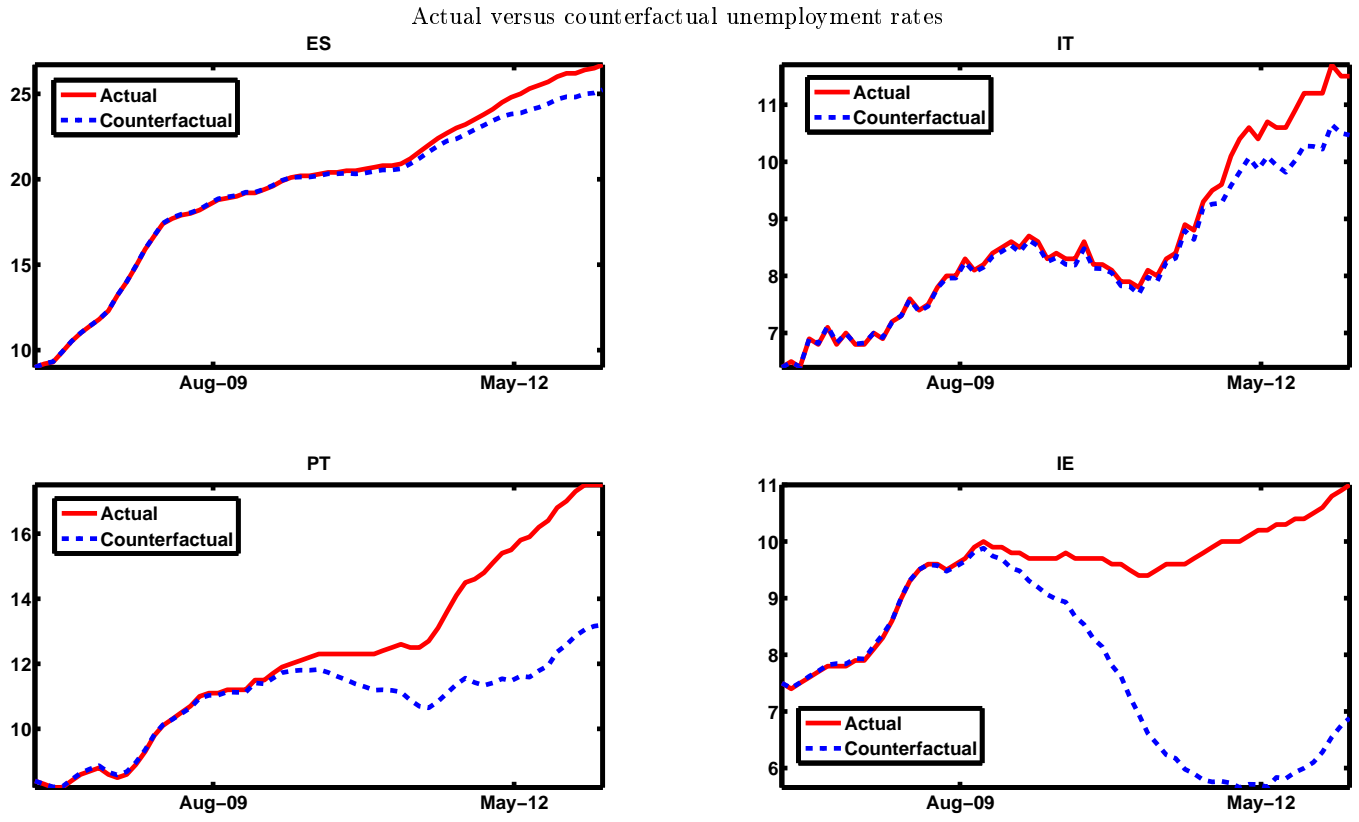 Actual versus counterfactual unemployment rates
ES
25
20
15
10
Actual
Counterfactual
Aug–09
May–12
IT
11
10
9
8
7
Actual
Counterfactual
Aug–09
May–12
PT
16
14
12
10
Actual
Counterfactual
Aug–09
May–12
IE
11
10
9
8
7
6
Actual
Counterfactual
Aug–09
May–12